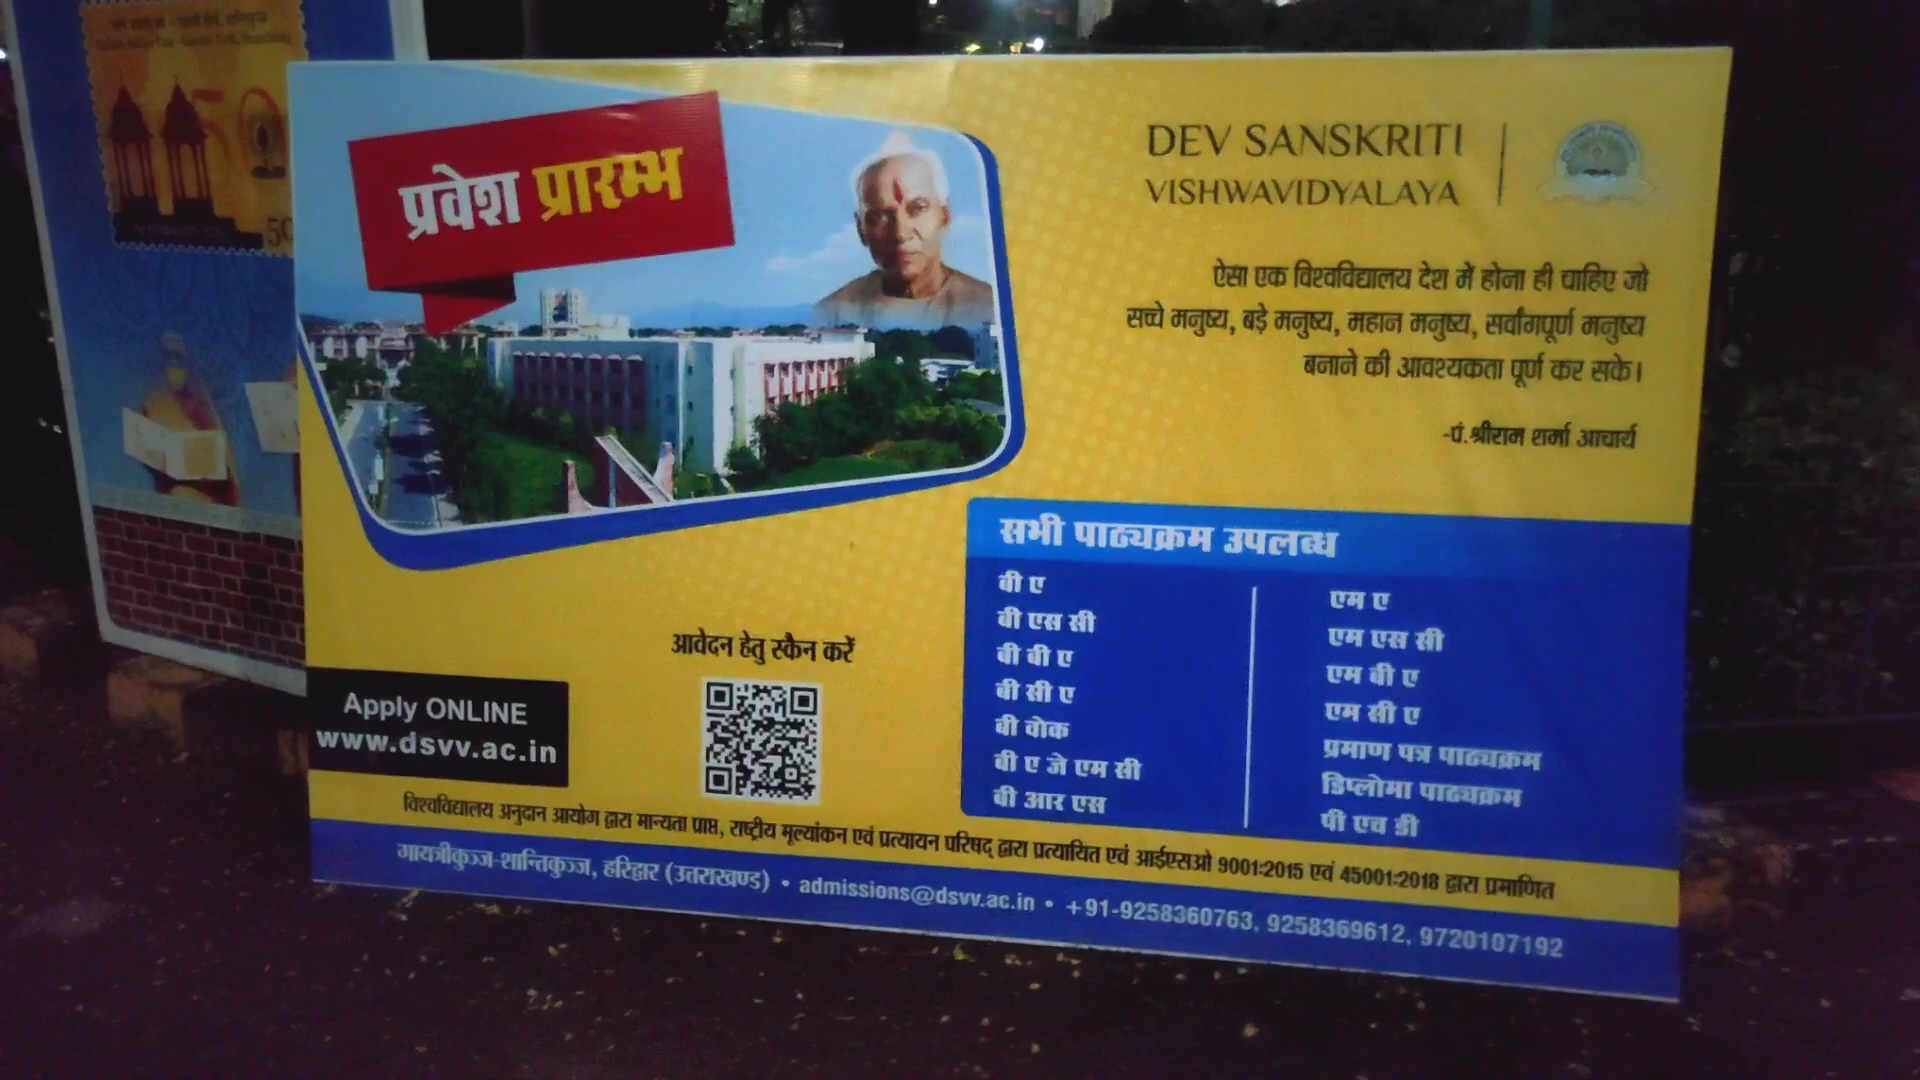 प्रवेश प्रारम्भ
DEV SANSKRITI
VISHWAVIDYALAYA
ऐसा एक विश्वविद्यालय देश में होना ही चाहिए जो
सच्चे मनुष्य, बड़े मनुष्य, महान मनुष्य, सर्वांगपूर्ण मनुष्य
बनाने की आवश्यकता पूर्ण कर सके।
-पं.श्रीराम शर्मा आचार्य
सभी पाठ्यक्रम उपलब्ध
बी ए
बी एस सी
बी बी ए
बी सी ए
बी वोक
बी ए जे एम सी
बी आर एस
एम ए
एम एस सी
एम बी ए
एम सी ए
प्रमाण पत्र पाठ्यक्रम
डिप्लोमा पाठ्यक्रम
पी एच डी
आवेदन हेतु स्कैन करें
Apply ONLINE
www.dsvv.ac.in
विश्वविद्यालय अनुदान आयोग द्वारा मान्यता प्राप्त, राष्ट्रीय मूल्यांकन एवं प्रत्यायन परिषद् द्वारा प्रत्यायित एवं आईएसओ 9001:2015 एवं 45001:2018 द्वारा प्रमाणित
गायत्रीकुञ्ज-शान्तिकुञ्ज, हरिद्वार (उत्तराखण्ड) • admissions@dsvv.ac.in • +91-9258360763, 9258369612, 9720107192